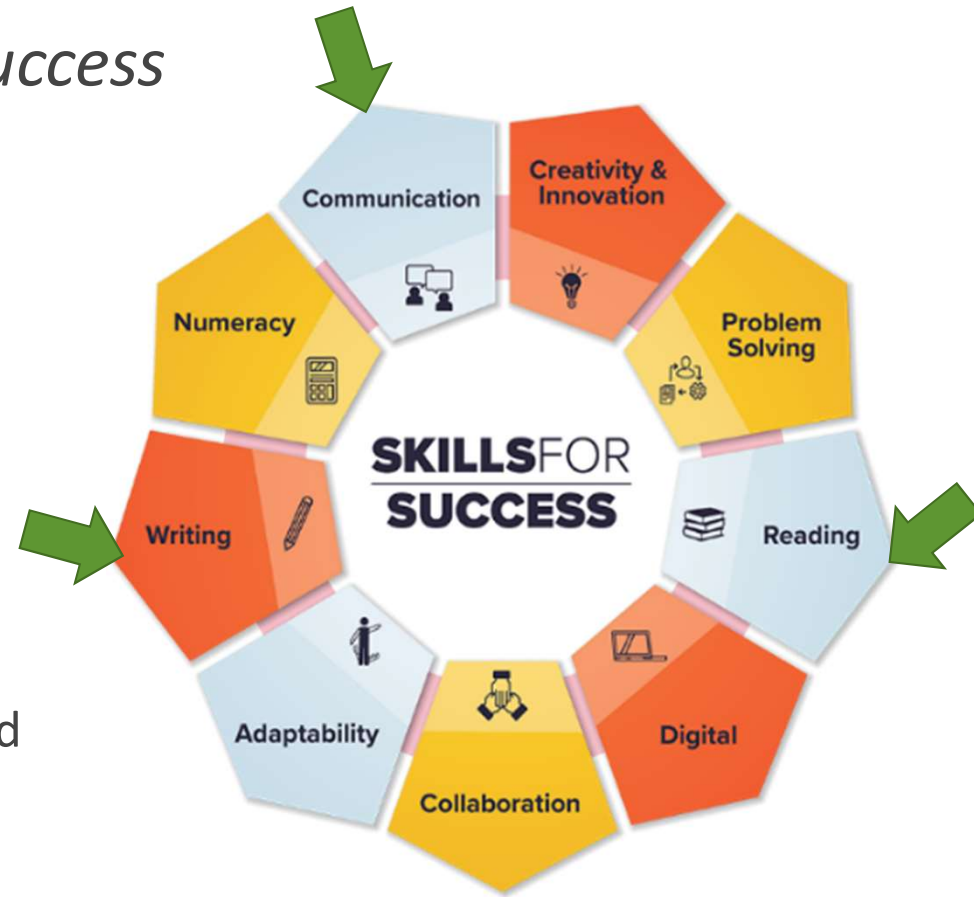 uccess
Communication
Creativity &
Innovation
Numeracy
Problem
Solving
SKILLSFOR
SUCCESS
Writing
Reading
Adaptability
d
Digital
Collaboration